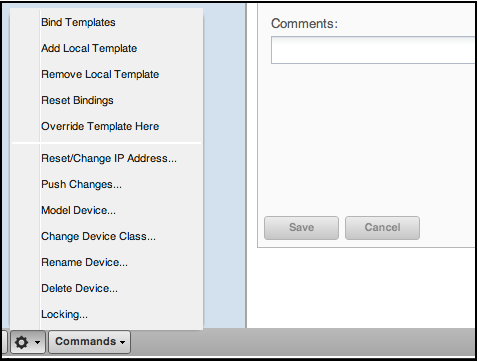 Bind Templates
Add Local Template
Remove Local Template
Reset Bindings
Override Template Here
Reset/Change IP Address...
Push Changes...
Model Device...
Change Device Class...
Rename Device...
Delete Device...
Locking...
Commands
Comments:
Save Cancel